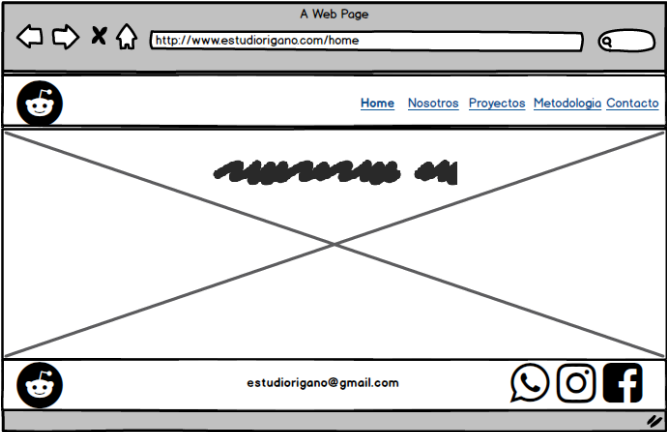 A Web Page
http://www.estudiorigano.com/home
Home Nosotros Proyectos Metodologia Contacto
estudiorigano@gmail.com